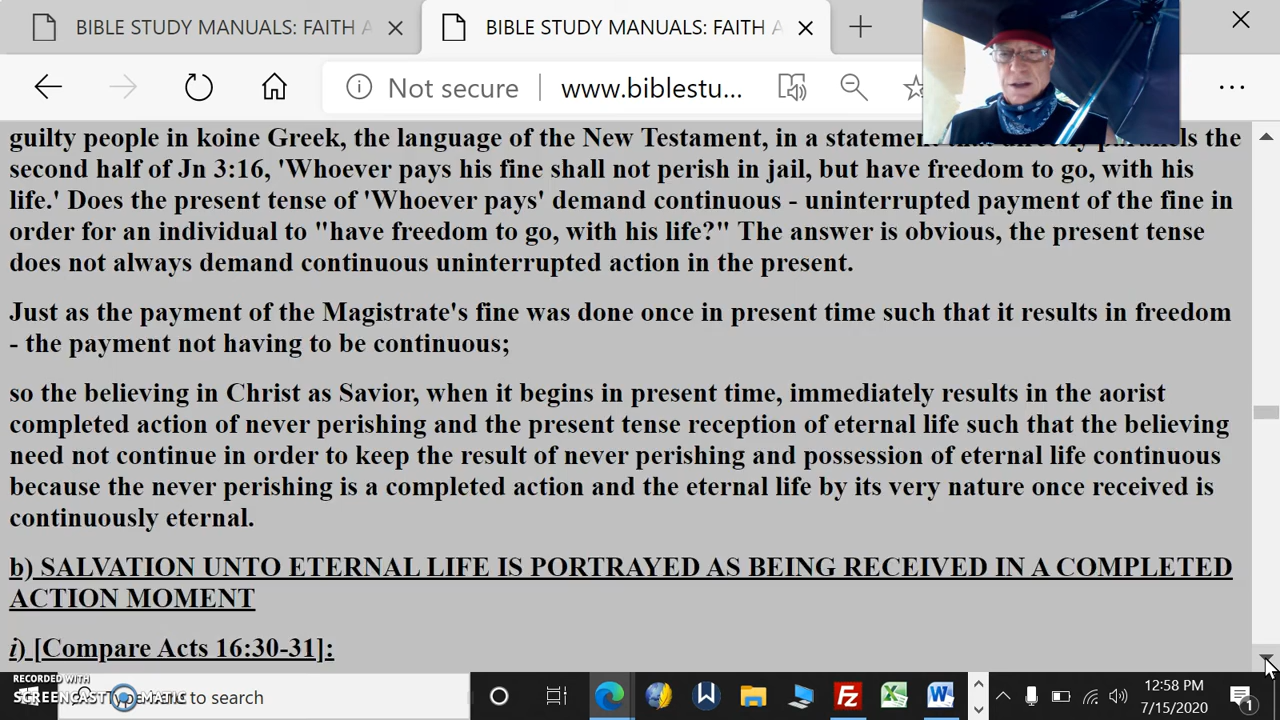 BIBLE STUDY MANUALS: FAITH A
BIBLE STUDY MANUALS: FAITH A
Not secure
www.biblestu...
guilty people in koine Greek, the language of the New Testament, in a statement that directly parallels the
second half of Jn 3:16, 'Whoever pays his fine shall not perish in jail, but have freedom to go, with his
life.' Does the present tense of 'Whoever pays' demand continuous - uninterrupted payment of the fine in
order for an individual to "have freedom to go, with his life?" The answer is obvious, the present tense
does not always demand continuous uninterrupted action in the present.
Just as the payment of the Magistrate's fine was done once in present time such that it results in freedom
- the payment not having to be continuous;
so the believing in Christ as Savior, when it begins in present time, immediately results in the aorist
completed action of never perishing and the present tense reception of eternal life such that the believing
need not continue in order to keep the result of never perishing and possession of eternal life continuous
because the never perishing is a completed action and the eternal life by its very nature once received is
continuously eternal.
b) SALVATION UNTO ETERNAL LIFE IS PORTRAYED AS BEING RECEIVED IN A COMPLETED
ACTION MOMENT
i) [Compare Acts 16:30-31]:
RECORDED WITH
SCREENCAST MATIC
Type here to search
12:58 PM
7/15/2020
1